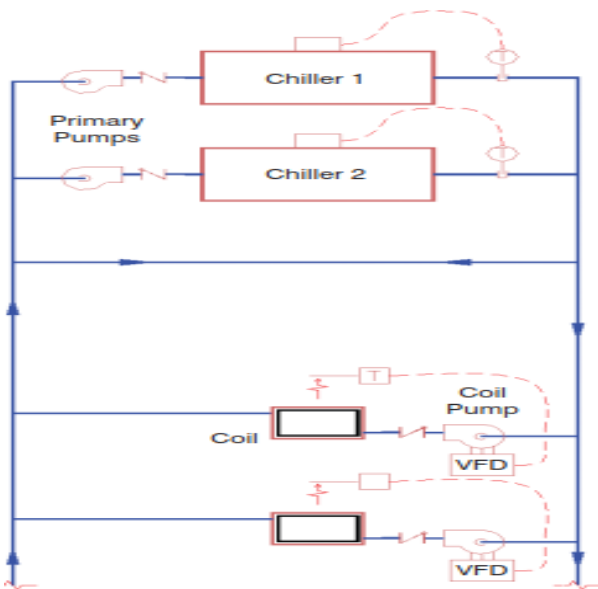 Chiller 1
Primary
Pumps
Chiller 2
T
Coil
Pump
Coil
VFD
VFD